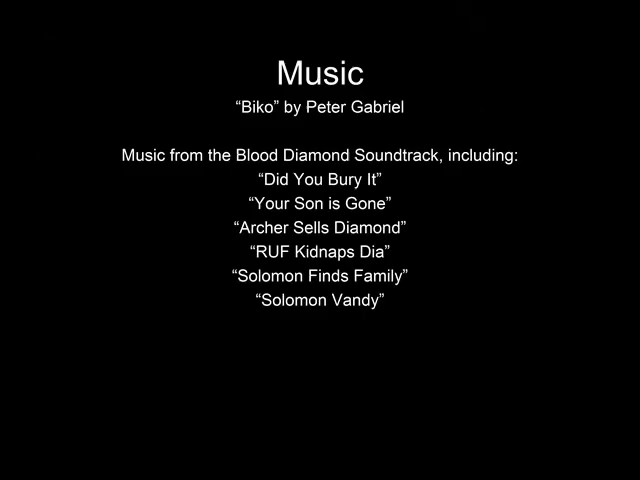 Music
“Biko” by Peter Gabriel
Music from the Blood Diamond Soundtrack, including:
“Did You Bury It”
“Your Son is Gone”
“Archer Sells Diamond”
“RUF Kidnaps Dia”
“Solomon Finds Family”
“Solomon Vandy”